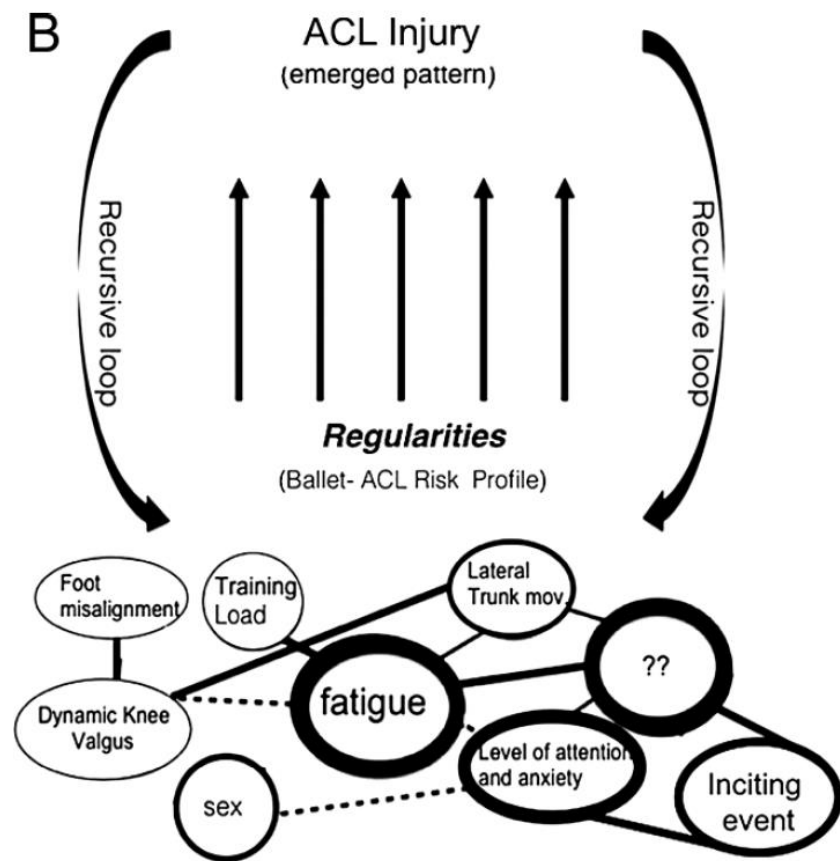 B
ACL Injury
(emerged pattern)
Recursive loop
Recursive loop
Regularities
(Ballet- ACL Risk Profile)
Foot
misalignment
Training
Load
Lateral
Trunk mov.
??
fatigue
Dynamic Knee
Valgus
Level of attention
and anxiety
sex
Inciting
event